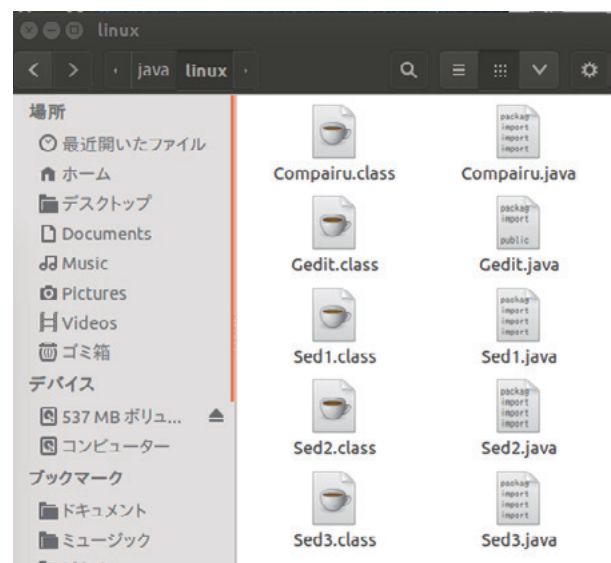 linux
java linux
場所
最近開いたファイル
ホーム
デスクトップ
Documents
Music
Pictures
Videos
ゴミ箱
デバイス
537 MB ボリュ...
コンピューター
ブックマーク
ドキュメント
ミュージック
Compairu.class
Compairu.java
Gedit.class
Gedit.java
Sed1.class
Sed1.java
Sed2.class
Sed2.java
Sed3.class
Sed3.java